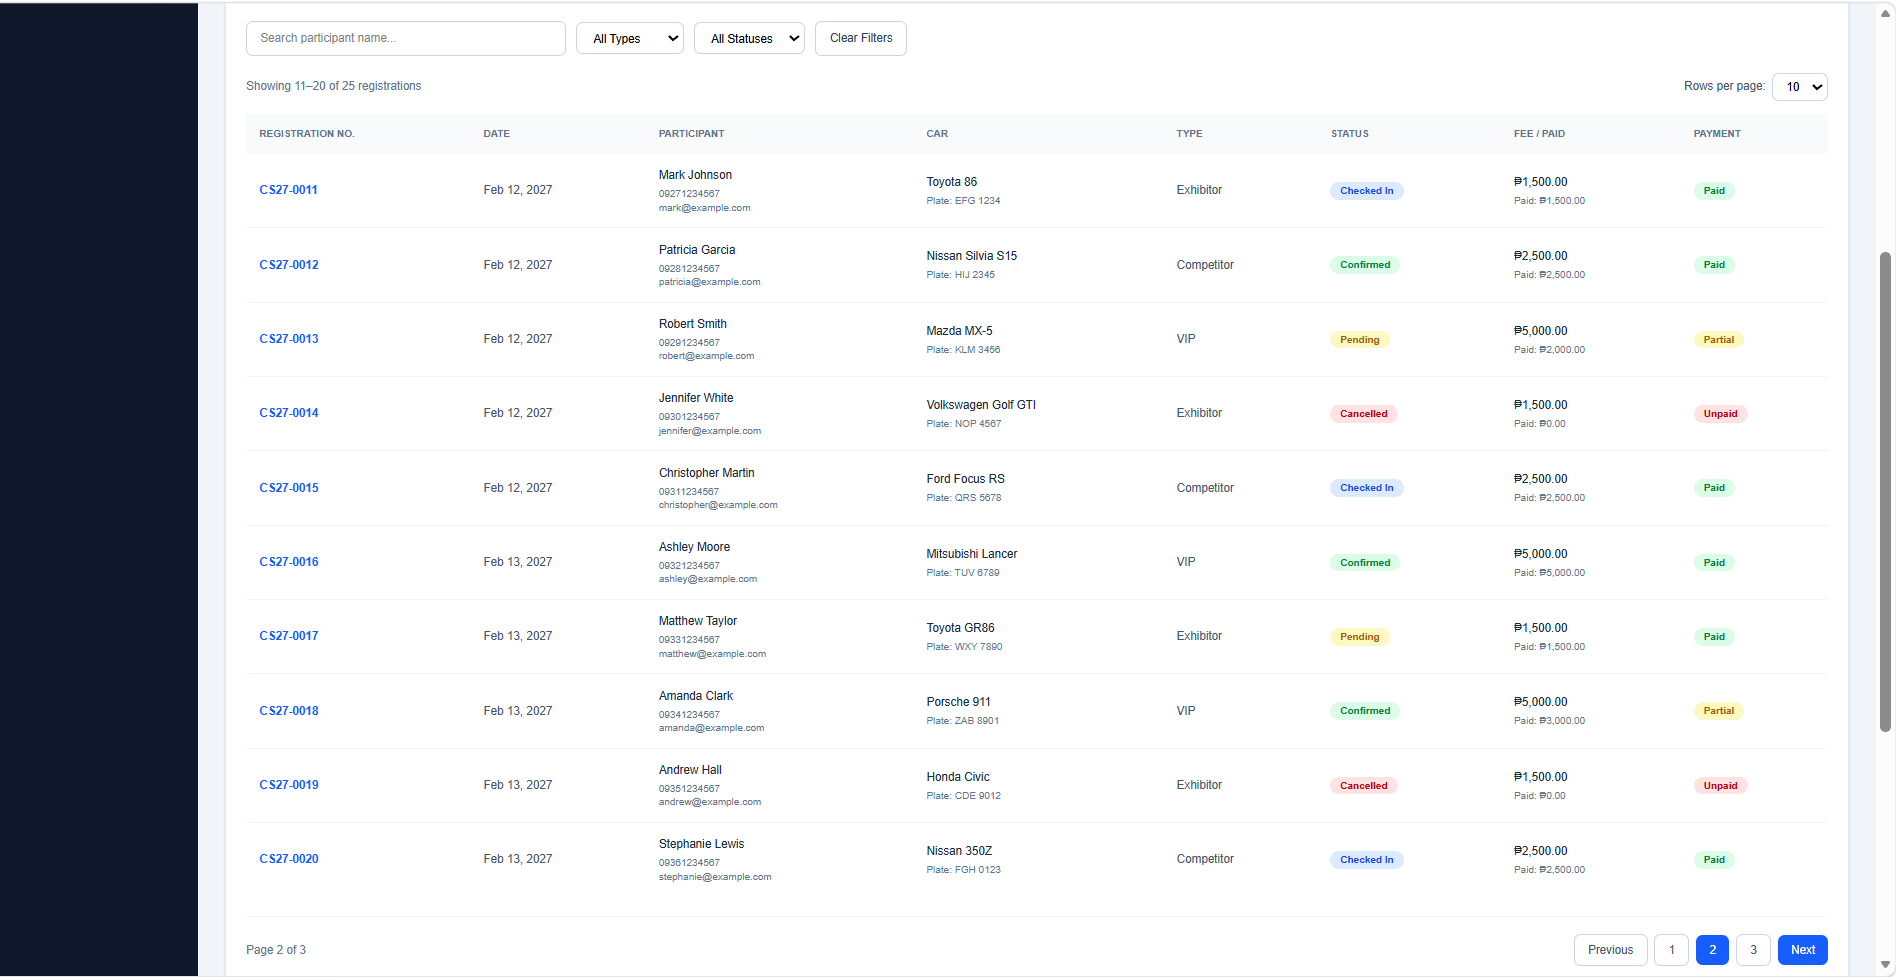 Search participant name...
All Types
All Statuses
Clear Filters
Showing 11–20 of 25 registrations
Rows per page: 10
REGISTRATION NO. DATE PARTICIPANT CAR TYPE STATUS FEE / PAID PAYMENT
CS27-0011
Feb 12, 2027
Mark Johnson
09271234567
mark@example.com
Toyota 86
Plate: EFG 1234
Exhibitor
Checked In
₱1,500.00
Paid: ₱1,500.00
Paid
CS27-0012
Feb 12, 2027
Patricia Garcia
09281234567
patricia@example.com
Nissan Silvia S15
Plate: HIJ 2345
Competitor
Confirmed
₱2,500.00
Paid: ₱2,500.00
Paid
CS27-0013
Feb 12, 2027
Robert Smith
09291234567
robert@example.com
Mazda MX-5
Plate: KLM 3456
VIP
Pending
₱5,000.00
Paid: ₱2,000.00
Partial
CS27-0014
Feb 12, 2027
Jennifer White
09301234567
jennifer@example.com
Volkswagen Golf GTI
Plate: NOP 4567
Exhibitor
Cancelled
₱1,500.00
Paid: ₱0.00
Unpaid
CS27-0015
Feb 12, 2027
Christopher Martin
09311234567
christopher@example.com
Ford Focus RS
Plate: QRS 5678
Competitor
Checked In
₱2,500.00
Paid: ₱2,500.00
Paid
CS27-0016
Feb 13, 2027
Ashley Moore
09321234567
ashley@example.com
Mitsubishi Lancer
Plate: TUV 6789
VIP
Confirmed
₱5,000.00
Paid: ₱5,000.00
Paid
CS27-0017
Feb 13, 2027
Matthew Taylor
09331234567
matthew@example.com
Toyota GR86
Plate: WXY 7890
Exhibitor
Pending
₱1,500.00
Paid: ₱1,500.00
Paid
CS27-0018
Feb 13, 2027
Amanda Clark
09341234567
amanda@example.com
Porsche 911
Plate: ZAB 8901
VIP
Confirmed
₱5,000.00
Paid: ₱3,000.00
Partial
CS27-0019
Feb 13, 2027
Andrew Hall
09351234567
andrew@example.com
Honda Civic
Plate: CDE 9012
Exhibitor
Cancelled
₱1,500.00
Paid: ₱0.00
Unpaid
CS27-0020
Feb 13, 2027
Stephanie Lewis
09361234567
stephanie@example.com
Nissan 350Z
Plate: FGH 0123
Competitor
Checked In
₱2,500.00
Paid: ₱2,500.00
Paid
Page 2 of 3
Previous 1 2 3 Next